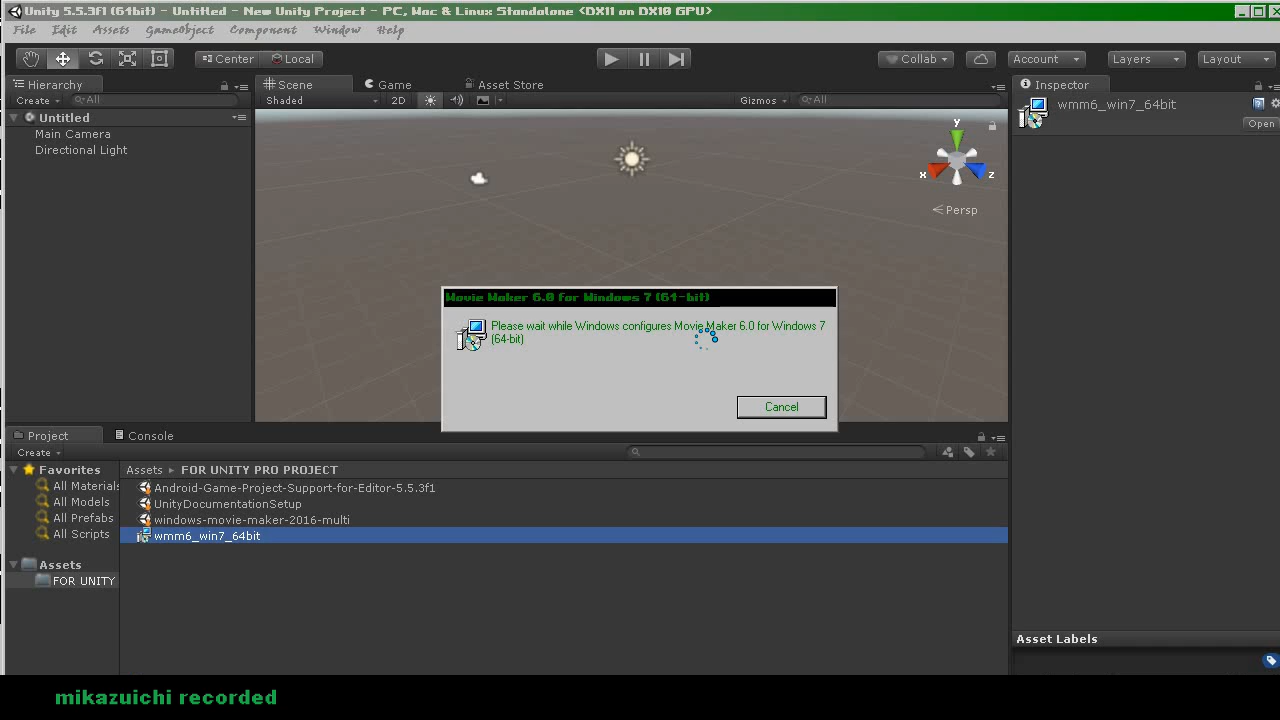 Unity 5.5.3f1 (64bit) - Untitled - New Unity Project - PC, Mac & Linux Standalone <DX11 on DX10 GPU>
File Edit Assets GameObject Component Window Help
Center Local Collab Account Layers Layout
Hierarchy Scene Game Asset Store Inspector
Create All Shaded 2D Gizmos All
wmm6_win7_64bit
Open
Untitled
Main Camera
Directional Light
y
x z
Persp
Movie Maker 6.0 for Windows 7 (64-bit)
Please wait while Windows configures Movie Maker 6.0 for Windows 7
(64-bit)
Cancel
Project Console
Create
Favorites
All Materials
All Models
All Prefabs
All Scripts
Assets
FOR UNITY
Assets FOR UNITY PRO PROJECT
Android-Game-Project-Support-for-Editor-5.5.3f1
UnityDocumentationSetup
windows-movie-maker-2016-multi
wmm6_win7_64bit
Asset Labels
mikazuichi recorded